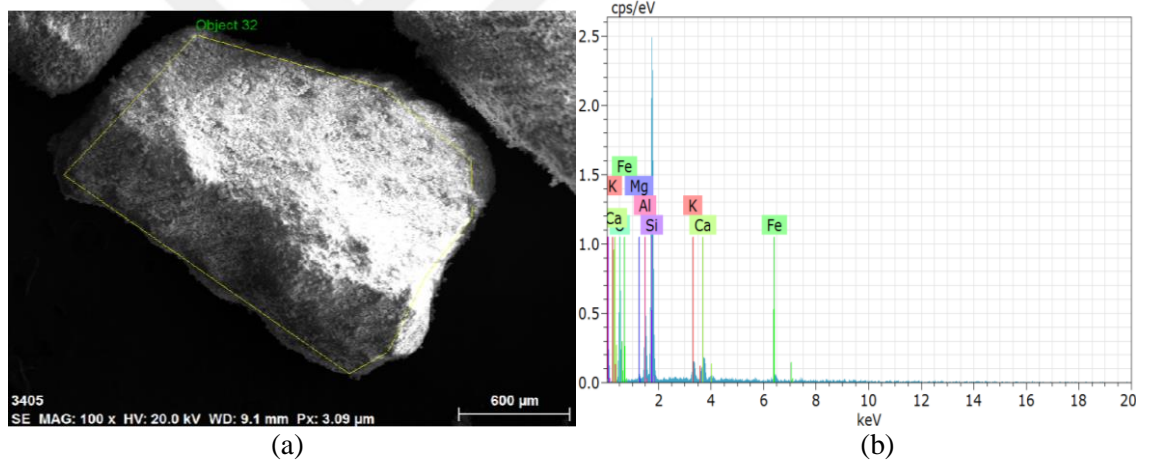 Object 32
3405
SE MAG: 100 x HV: 20.0 kV WD: 9.1 mm Px: 3.09 µm
600 µm
(a)
cps/eV
2.5
2.0
1.5
1.0
0.5
0.0
Fe
K Mg
Al K
Ca Si Ca Fe
2 4 6 8 10 12 14 16 18 20
keV
(b)